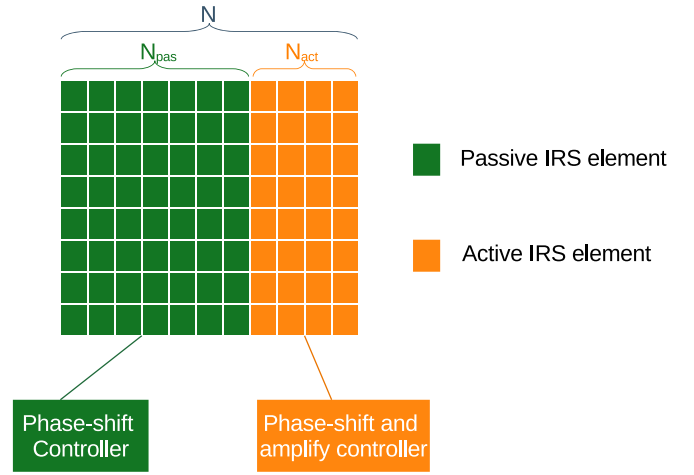 N
Npas
Nact
Passive IRS element
Active IRS element
Phase-shift
Controller
Phase-shift and
amplify controller